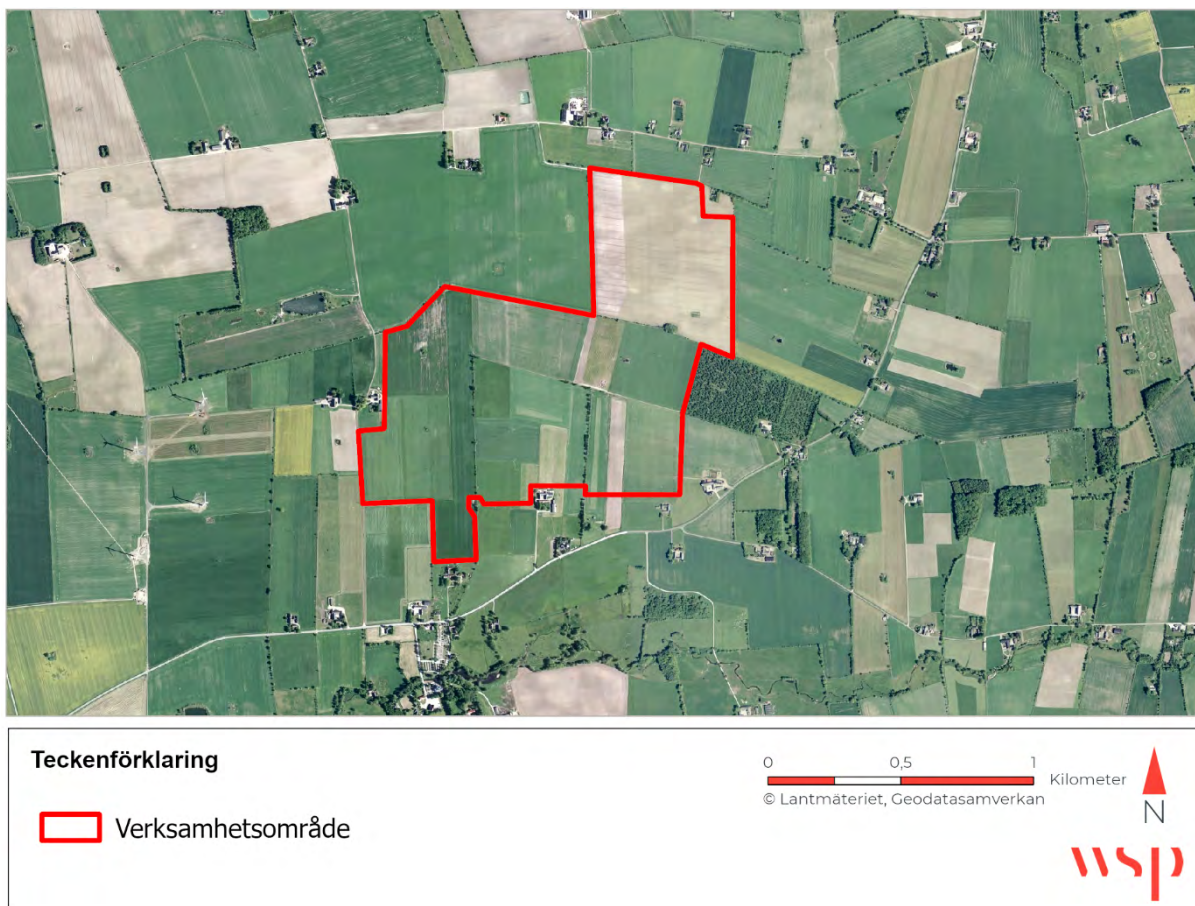 Teckenförklaring
Verksamhetsområde
0 0,5 1
Kilometer
© Lantmäteriet, Geodatasamverkan
N
wsp